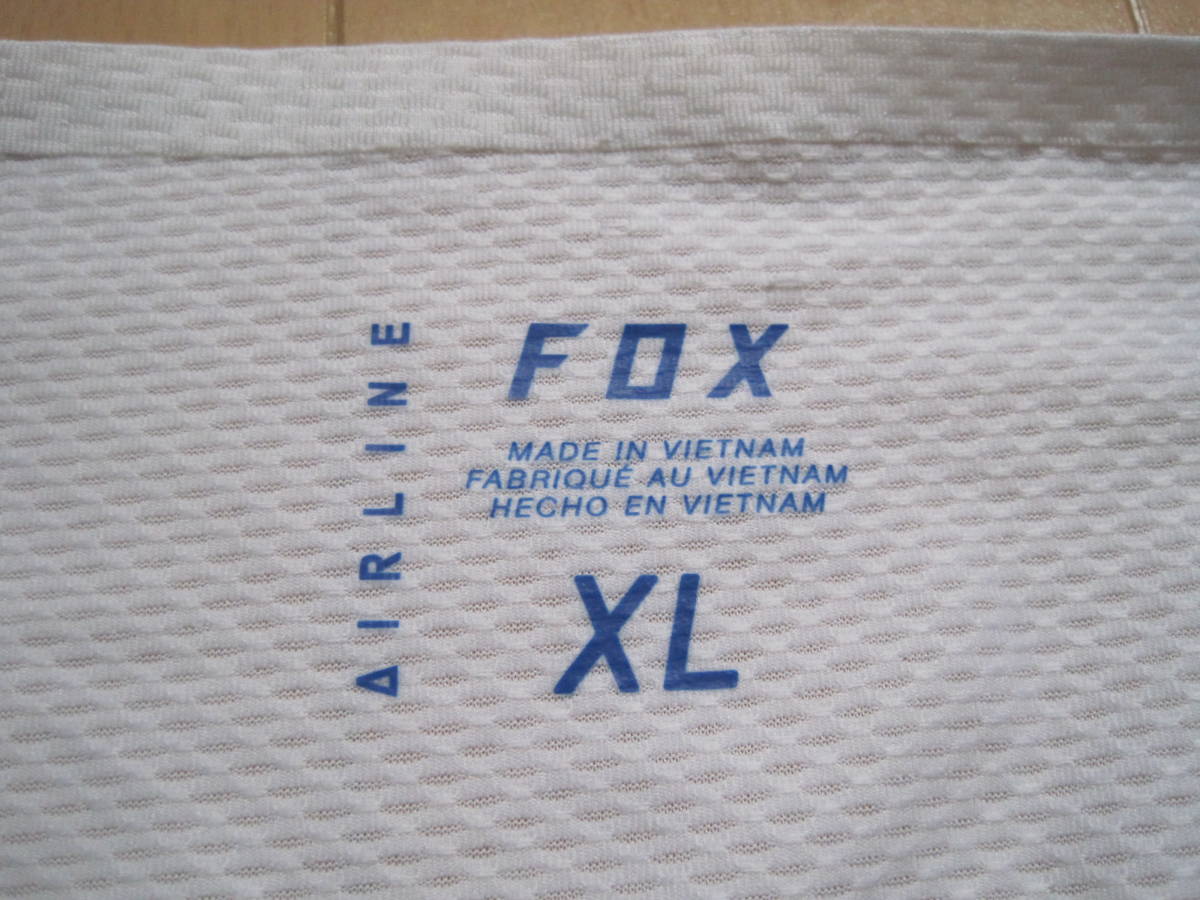 FOX
MADE IN VIETNAM
FABRIQUÉ AU VIETNAM
HECHO EN VIETNAM
XL
AIRLINE